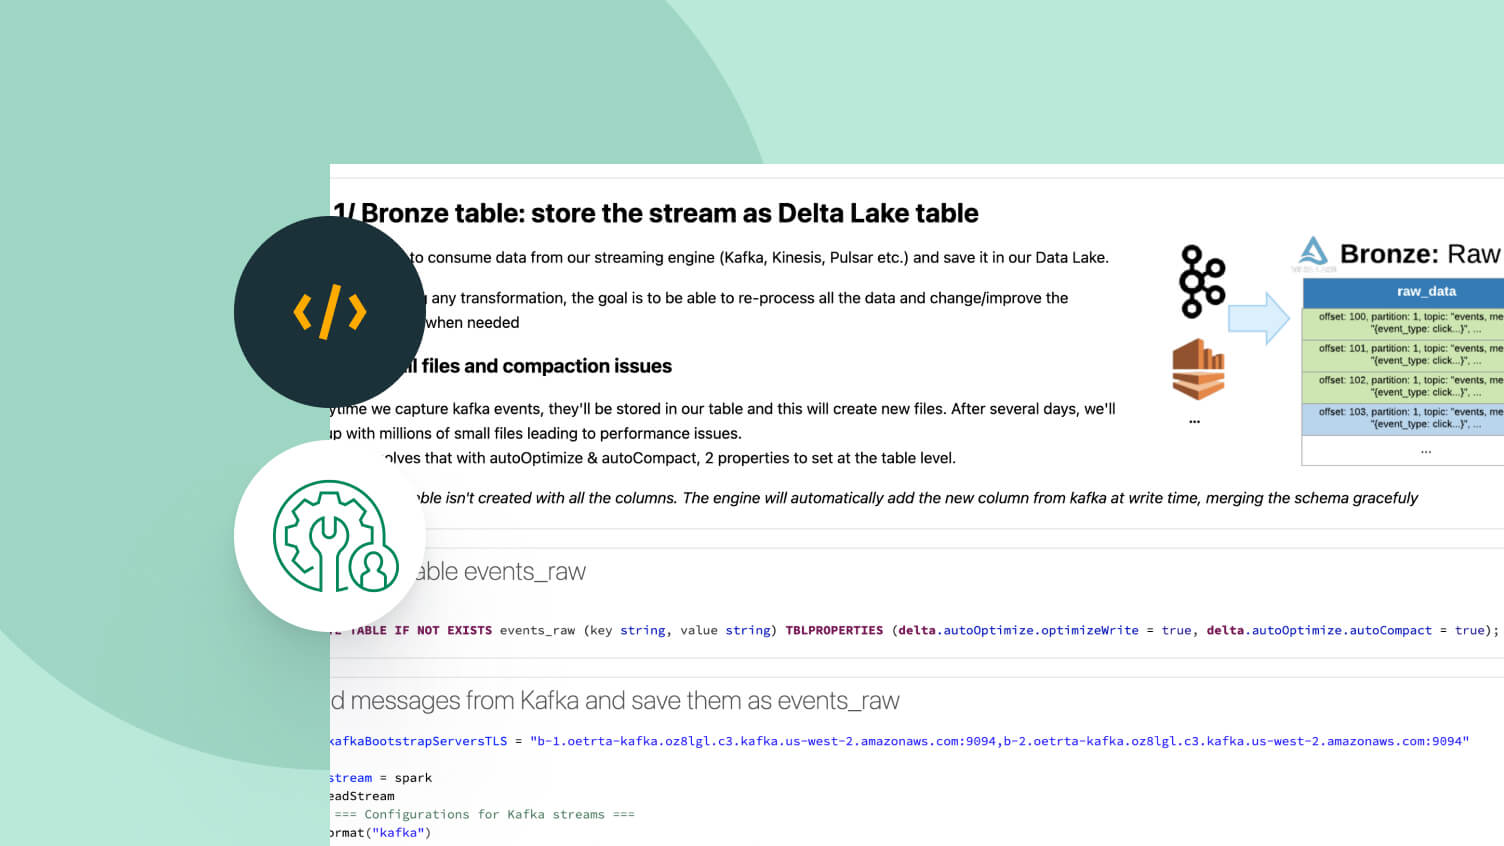 1/ Bronze table: store the stream as Delta Lake table
to consume data from our streaming engine (Kafka, Kinesis, Pulsar etc.) and save it in our Data Lake.
any transformation, the goal is to be able to re-process all the data and change/improve the
when needed
files and compaction issues
we capture kafka events, they'll be stored in our table and this will create new files. After several days, we'll
up with millions of small files leading to performance issues.
that with autoOptimize & autoCompact, 2 properties to set at the table level.
isn't created with all the columns. The engine will automatically add the new column from kafka at write time, merging the schema gracefuly
...
Bronze: Raw
raw_data
offset: 100, partition: 1, topic: "events, me
"{event_type: click...}", ...
offset: 101, partition: 1, topic: "events, me
"{event_type: click...}", ...
offset: 102, partition: 1, topic: "events, me
"{event_type: click...}", ...
offset: 103, partition: 1, topic: "events, me
"{event_type: click...}", ...
...
</>
able events_raw
TABLE IF NOT EXISTS events_raw (key string, value string) TBLPROPERTIES (delta.autoOptimize.optimizeWrite = true, delta.autoOptimize.autoCompact = true);
d messages from Kafka and save them as events_raw
kafkaBootstrapServersTLS = "b-1.oetrta-kafka.oz8lgl.c3.kafka.us-west-2.amazonaws.com:9094,b-2.oetrta-kafka.oz8lgl.c3.kafka.us-west-2.amazonaws.com:9094"
stream = spark
eadStream
=== Configurations for Kafka streams ===
ormat("kafka")